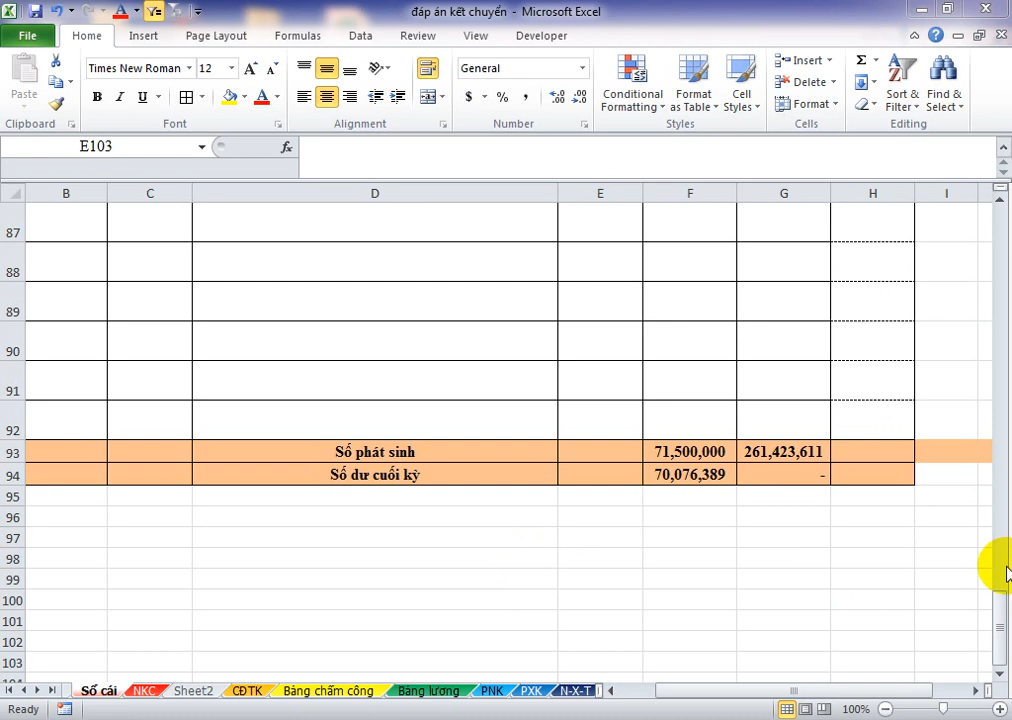 đáp án kết chuyển - Microsoft Excel
File Home Insert Page Layout Formulas Data Review View Developer
Paste
Times New Roman 12
General
Conditional Formatting
Format as Table
Cell Styles
Insert
Delete
Format
Sort & Filter
Find & Select
Clipboard Font Alignment Number Styles Cells Editing
E103 fx
B C D E F G H I
87
88
89
90
91
92
93 Số phát sinh 71,500,000 261,423,611
94 Số dư cuối kỳ 70,076,389 -
95
96
97
98
99
100
101
102
103
Sổ cái NKC Sheet2 CĐTK Bảng chấm công Bảng lương PNK PXK N-X-T
Ready 100%